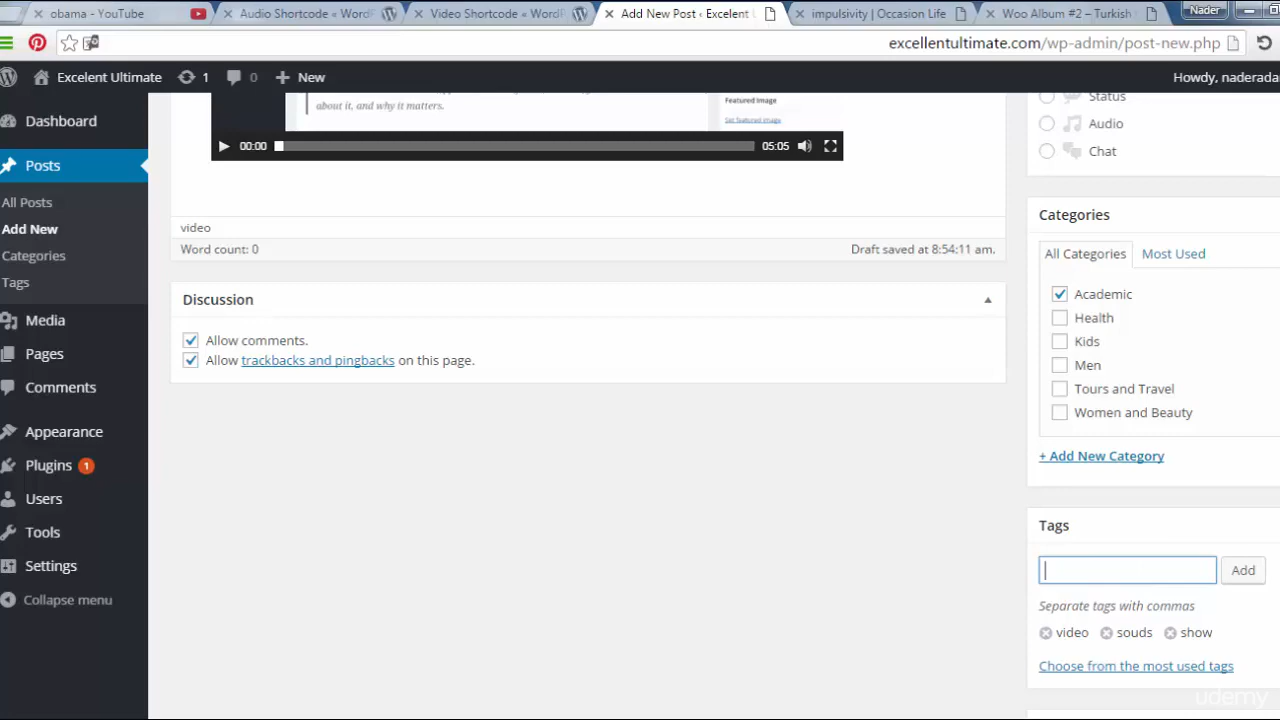 obama - YouTube
Audio Shortcode « WordP
Video Shortcode « WordP
Add New Post ‹ Excelent U
impulsivity | Occasion Life
Woo Album #2 – Turkish
Nader
excellentultimate.com/wp-admin/post-new.php
Excelent Ultimate
1
0
New
Howdy, naderada
Dashboard
Posts
All Posts
Add New
Categories
Tags
Media
Pages
Comments
Appearance
Plugins 1
Users
Tools
Settings
Collapse menu
about it, and why it matters.
Featured Image
Set featured image
00:00
05:05
video
Word count: 0
Draft saved at 8:54:11 am.
Discussion
Allow comments.
Allow trackbacks and pingbacks on this page.
Status
Audio
Chat
Categories
All Categories
Most Used
Academic
Health
Kids
Men
Tours and Travel
Women and Beauty
+ Add New Category
Tags
Add
Separate tags with commas
video souds show
Choose from the most used tags
udemy